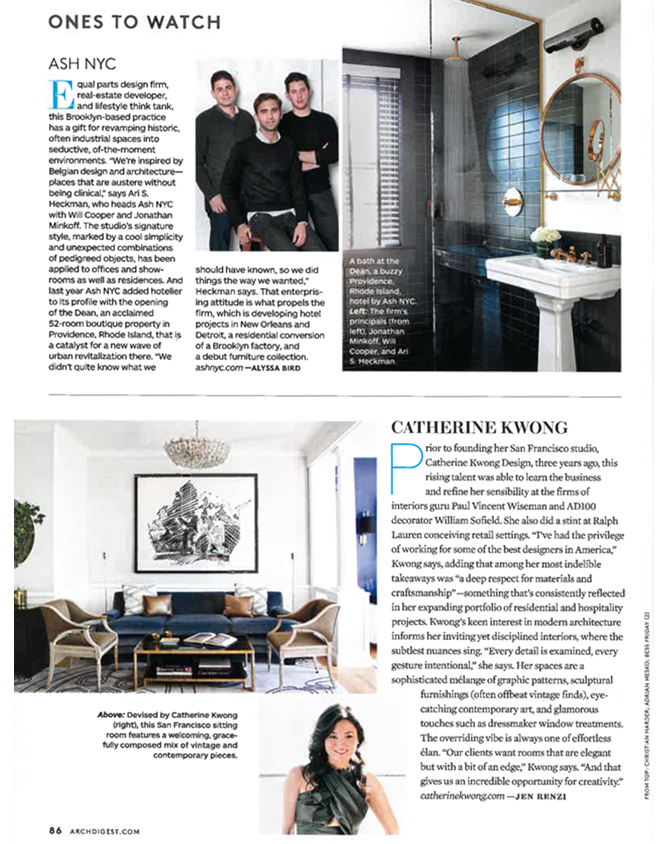 ONES TO WATCH
ASH NYC
Equal parts design firm,
real-estate developer,
and lifestyle think tank,
this Brooklyn-based practice
has a gift for revamping historic,
often industrial spaces into
seductive, of-the-moment
environments. "We're inspired by
Belgian design and architecture—
places that are austere without
being clinical," says Ari S.
Heckman, who heads Ash NYC
with Will Cooper and Jonathan
Minkoff. The studio's signature
style, marked by a cool simplicity
and unexpected combinations
of pedigreed objects, has been
applied to offices and show-
rooms as well as residences. And
last year Ash NYC added hotelier
to its profile with the opening
of the Dean, an acclaimed
52-room boutique property in
Providence, Rhode Island, that is
a catalyst for a new wave of
urban revitalization there. "We
didn't quite know what we
should have known, so we did
things the way we wanted,"
Heckman says. That enterpris-
ing attitude is what propels the
firm, which is developing hotel
projects in New Orleans and
Detroit, a residential conversion
of a Brooklyn factory, and
a debut furniture collection.
ashnyc.com —ALYSSA BIRD
A bath at the
Dean, a buzzy
Providence,
Rhode Island,
hotel by Ash NYC.
Left: The firm's
principals (from
left), Jonathan
Minkoff, Will
Cooper, and Ari
S. Heckman.
CATHERINE KWONG
Prior to founding her San Francisco studio,
Catherine Kwong Design, three years ago, this
rising talent was able to learn the business
and refine her sensibility at the firms of
interiors guru Paul Vincent Wiseman and AD100
decorator William Sofield. She also did a stint at Ralph
Lauren conceiving retail settings. "I've had the privilege
of working for some of the best designers in America,"
Kwong says, adding that among her most indelible
takeaways was "a deep respect for materials and
craftsmanship"—something that's consistently reflected
in her expanding portfolio of residential and hospitality
projects. Kwong's keen interest in modern architecture
informs her inviting yet disciplined interiors, where the
subtlest nuances sing. "Every detail is examined, every
gesture intentional," she says. Her spaces are a
sophisticated mélange of graphic patterns, sculptural
furnishings (often offbeat vintage finds), eye-
catching contemporary art, and glamorous
touches such as dressmaker window treatments.
The overriding vibe is always one of effortless
élan. "Our clients want rooms that are elegant
but with a bit of an edge," Kwong says. "And that
gives us an incredible opportunity for creativity."
catherinekwong.com —JEN RENZI
Above: Devised by Catherine Kwong
(right), this San Francisco sitting
room features a welcoming, grace-
fully composed mix of vintage and
contemporary pieces.
FROM TOP: CHRISTIAN HARDER; ADRIAN MESKO; BESS FRIDAY (2)
86 ARCHDIGEST.COM